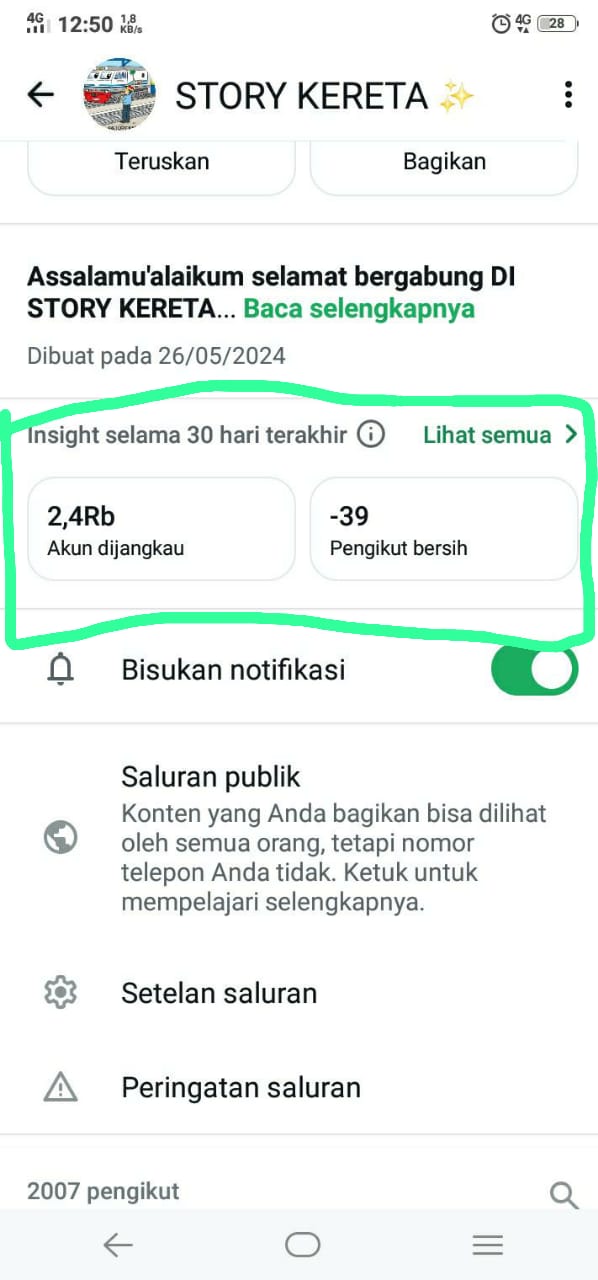 4G 12:50 1,8 KB/s 4G 28
STORY KERETA ✨
Teruskan
Bagikan
Assalamu'alaikum selamat bergabung DI
STORY KERETA... Baca selengkapnya
Dibuat pada 26/05/2024
Insight selama 30 hari terakhir
Lihat semua
2,4Rb
Akun dijangkau
-39
Pengikut bersih
Bisukan notifikasi
Saluran publik
Konten yang Anda bagikan bisa dilihat
oleh semua orang, tetapi nomor
telepon Anda tidak. Ketuk untuk
mempelajari selengkapnya.
Setelan saluran
Peringatan saluran
2007 pengikut